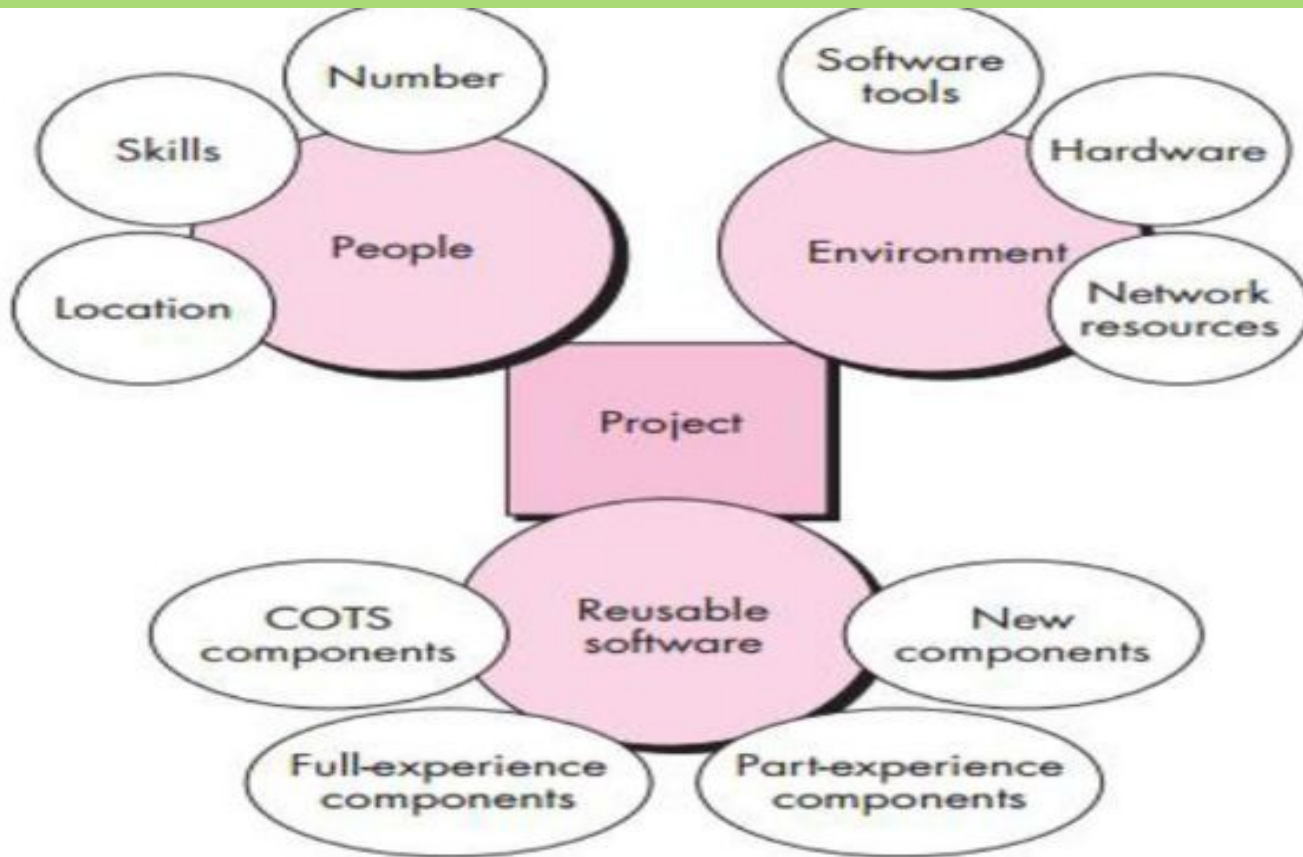 Number
Skills
Location
People
Software
tools
Hardware
Network
resources
Environment
Project
Reusable
software
COTS
components
Full-experience
components
Part-experience
components
New
components